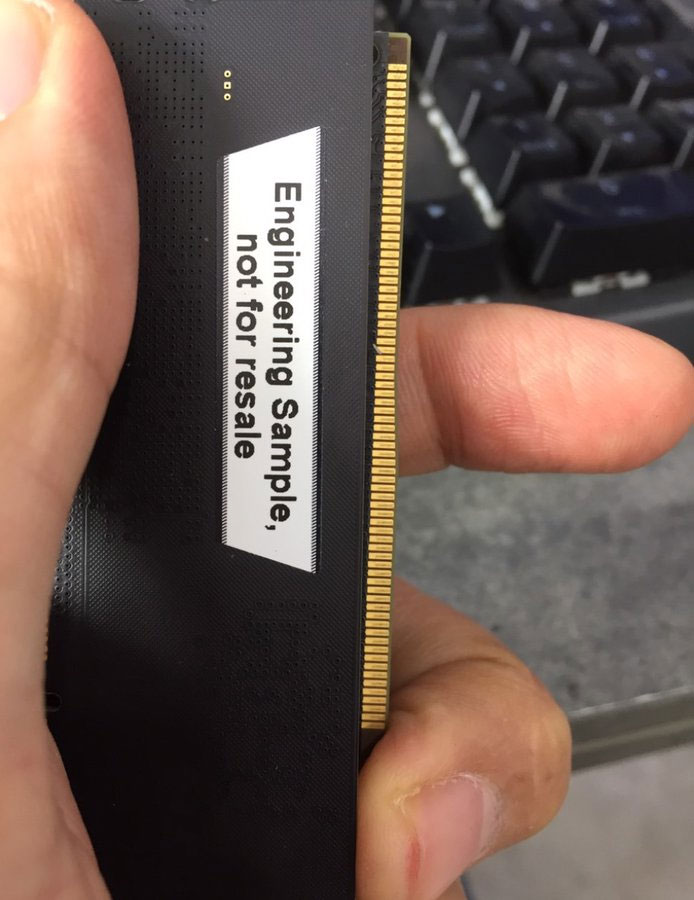 Engineering Sample,
not for resale